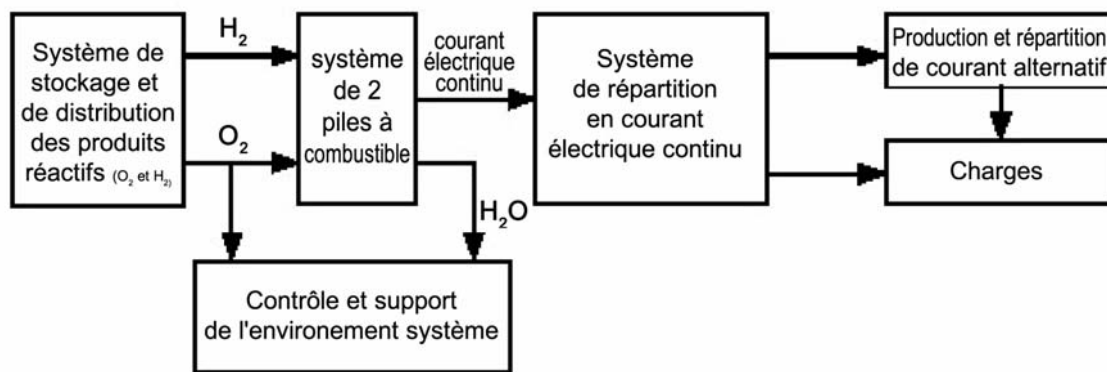 Système de
stockage et
de distribution
des produits
réactifs (O₂ et H₂)
H₂
O₂
système
de 2
piles à
combustible
courant
électrique
continu
H₂O
Système
de répartition
en courant
électrique continu
Production et répartition
de courant alternatif
Charges
Contrôle et support
de l'environement système